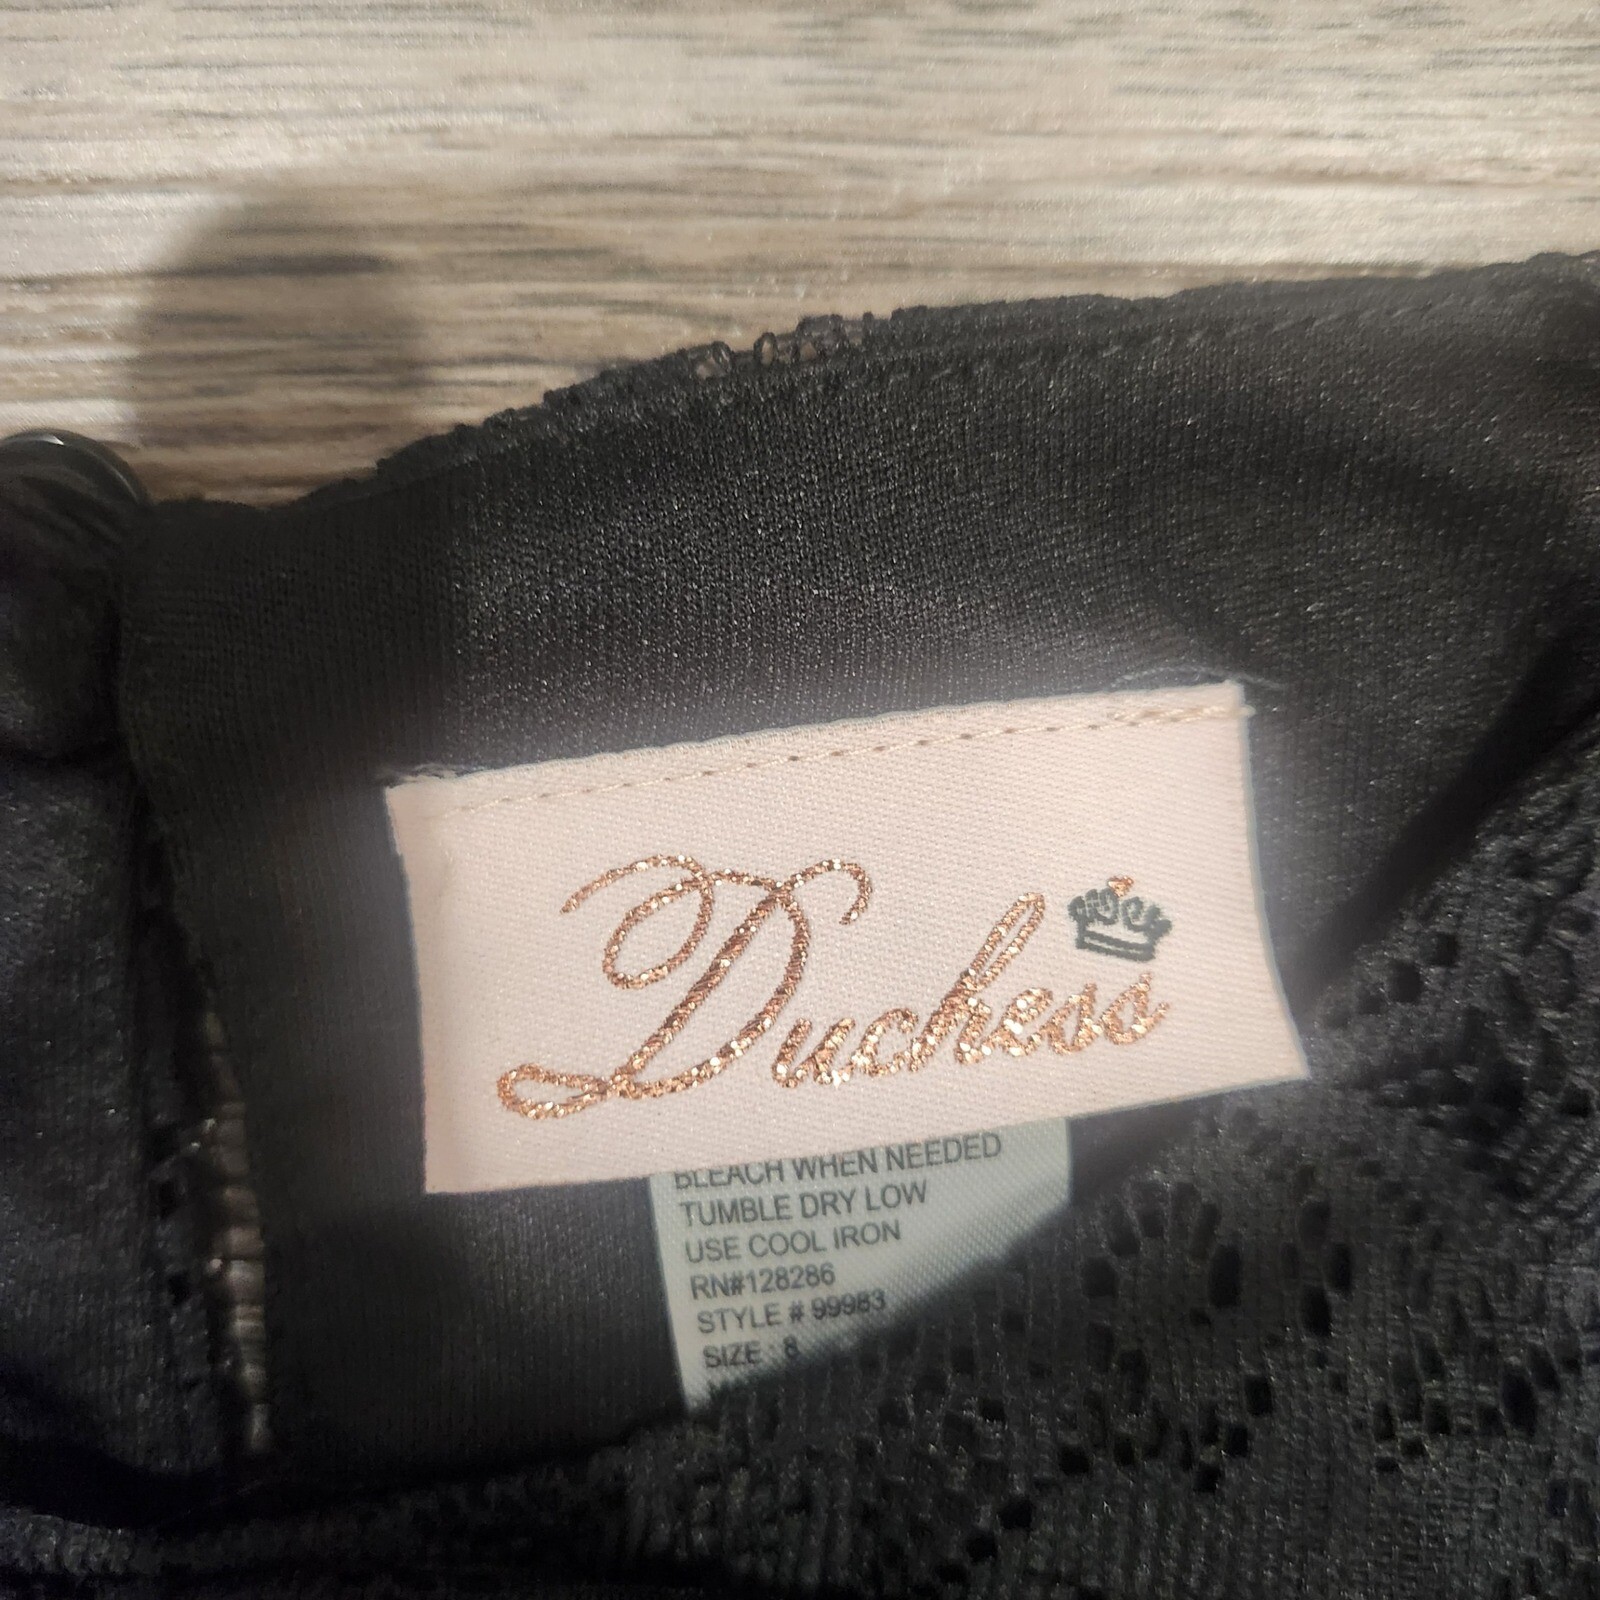 Duchess
BLEACH WHEN NEEDED
TUMBLE DRY LOW
USE COOL IRON
RN#128286
STYLE # 99983
SIZE : 8